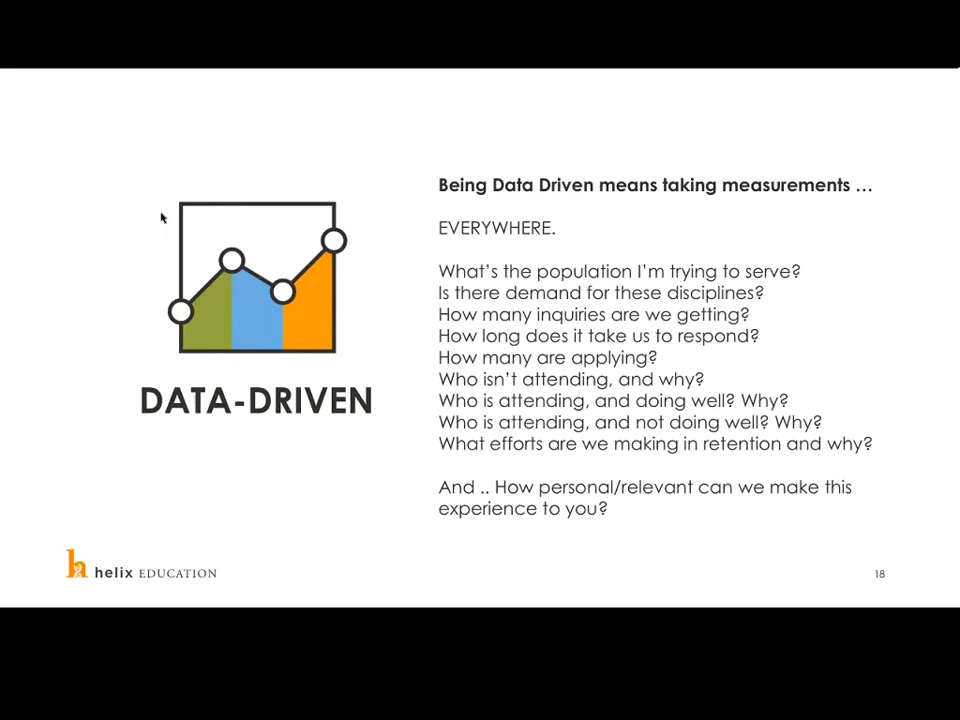 Being Data Driven means taking measurements …
EVERYWHERE.
What's the population I'm trying to serve?
Is there demand for these disciplines?
How many inquiries are we getting?
How long does it take us to respond?
How many are applying?
Who isn't attending, and why?
Who is attending, and doing well? Why?
Who is attending, and not doing well? Why?
What efforts are we making in retention and why?
And .. How personal/relevant can we make this
experience to you?
DATA-DRIVEN
helix EDUCATION
18